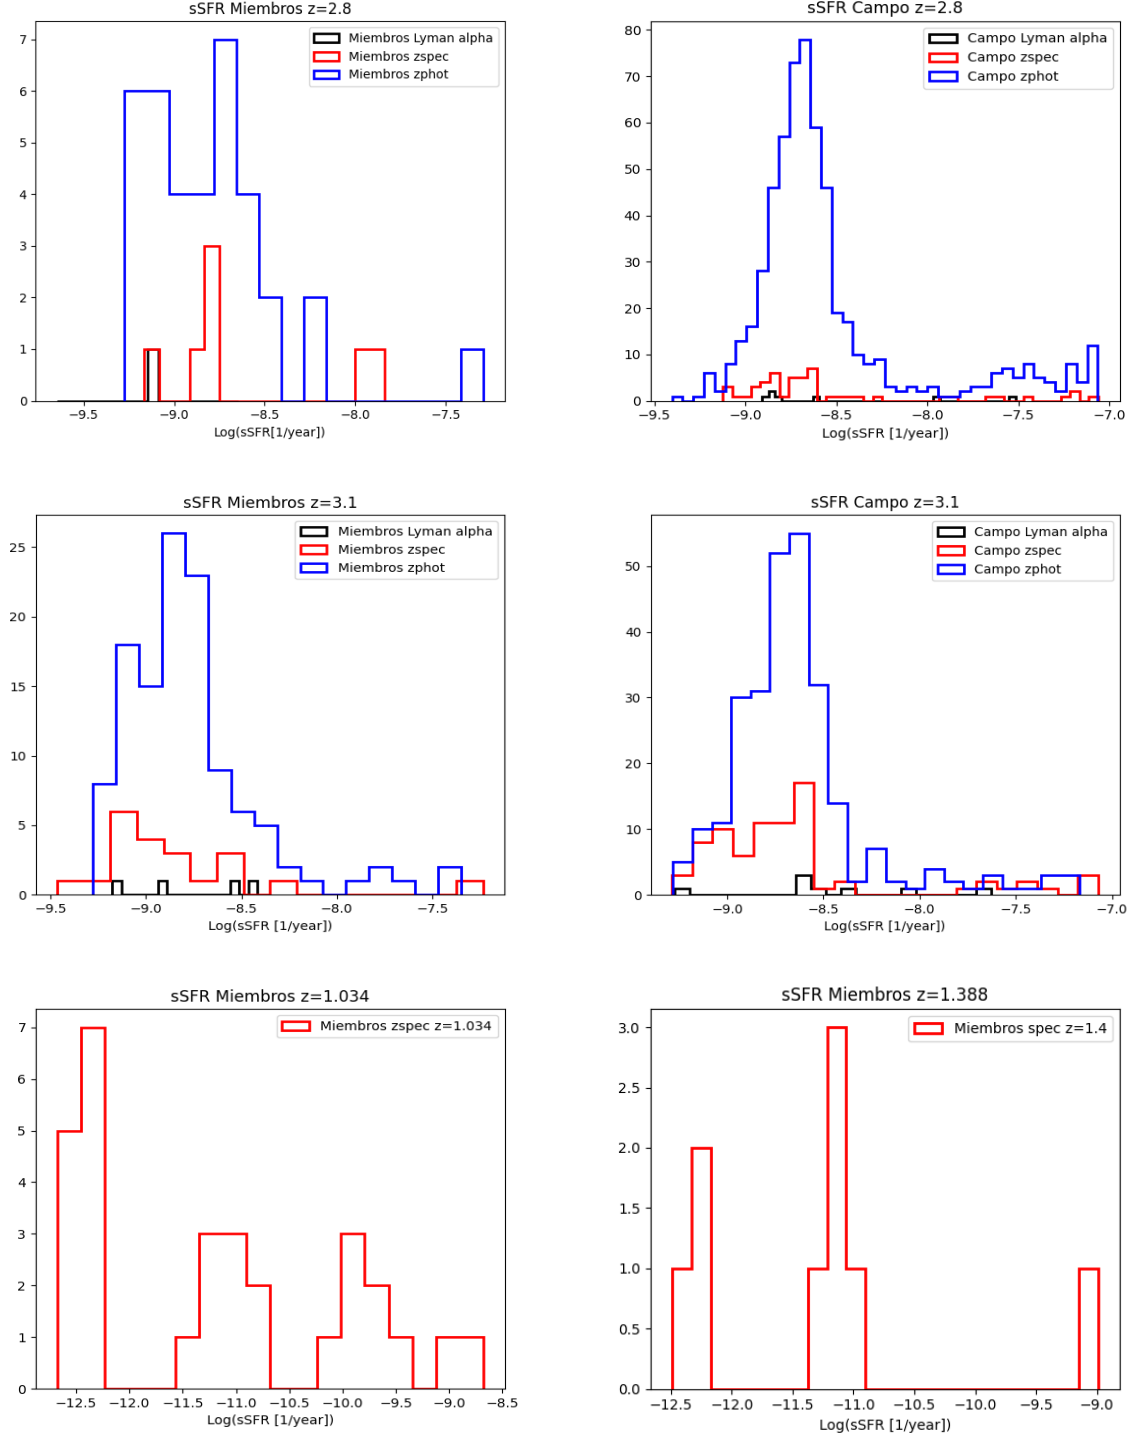 sSFR Miembros z=2.8
Miembros Lyman alpha
Miembros zspec
Miembros zphot
7
6
5
4
3
2
1
0
−9.5 −9.0 −8.5 −8.0 −7.5
Log(sSFR[1/year])
sSFR Campo z=2.8
Campo Lyman alpha
Campo zspec
Campo zphot
80
70
60
50
40
30
20
10
0
−9.5 −9.0 −8.5 −8.0 −7.5 −7.0
Log(sSFR [1/year])
sSFR Miembros z=3.1
Miembros Lyman alpha
Miembros zspec
Miembros zphot
25
20
15
10
5
0
−9.5 −9.0 −8.5 −8.0 −7.5
Log(sSFR [1/year])
sSFR Campo z=3.1
Campo Lyman alpha
Campo zspec
Campo zphot
50
40
30
20
10
0
−9.0 −8.5 −8.0 −7.5 −7.0
Log(sSFR [1/year])
sSFR Miembros z=1.034
Miembros zspec z=1.034
7
6
5
4
3
2
1
0
−12.5 −12.0 −11.5 −11.0 −10.5 −10.0 −9.5 −9.0 −8.5
Log(sSFR [1/year])
sSFR Miembros z=1.388
Miembros spec z=1.4
3.0
2.5
2.0
1.5
1.0
0.5
0.0
−12.5 −12.0 −11.5 −11.0 −10.5 −10.0 −9.5 −9.0
Log(sSFR [1/year])